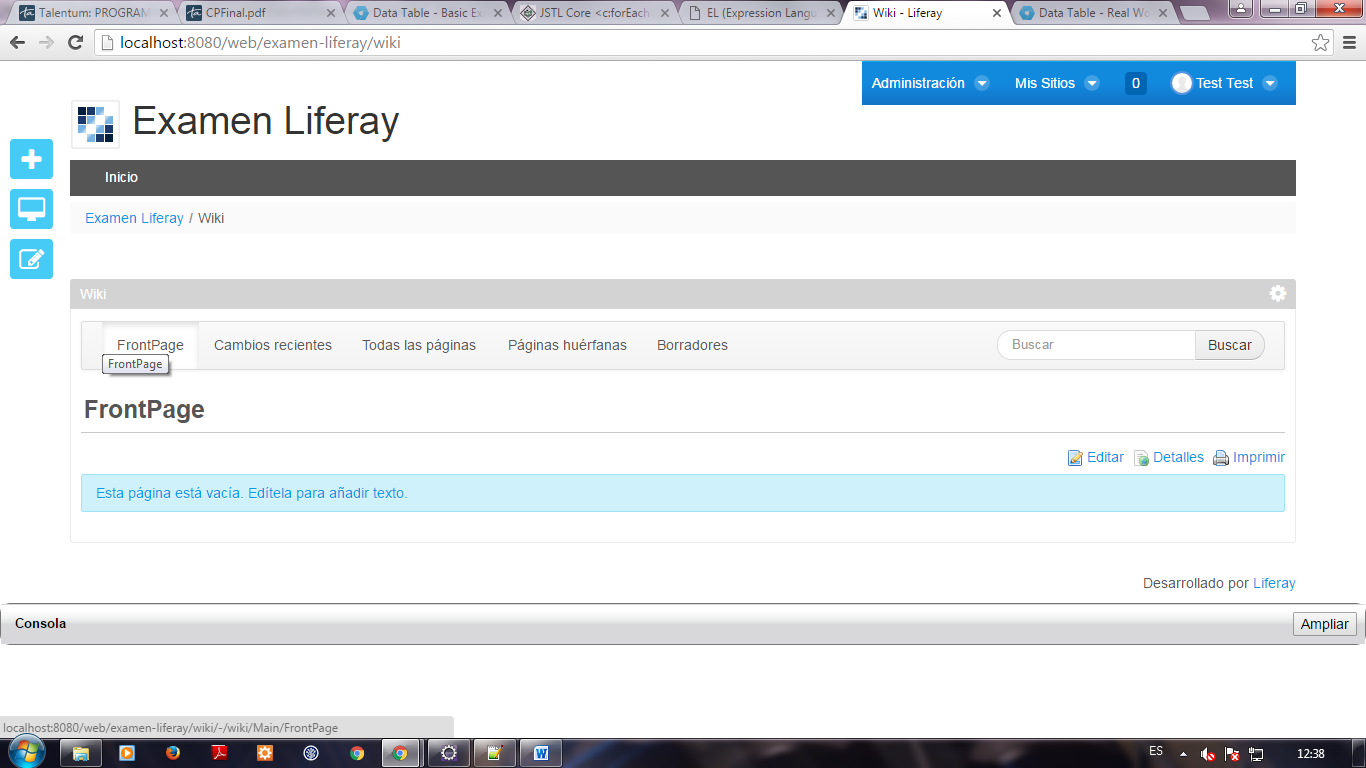 Talentum: PROGRAM
CPFinal.pdf
Data Table - Basic Ex
JSTL Core <c:forEach
EL (Expression Langu
Wiki - Liferay
Data Table - Real Wo
localhost:8080/web/examen-liferay/wiki
Administración Mis Sitios 0 Test Test
Examen Liferay
Inicio
Examen Liferay / Wiki
Wiki
FrontPage Cambios recientes Todas las páginas Páginas huérfanas Borradores Buscar Buscar
FrontPage
FrontPage
Editar Detalles Imprimir
Esta página está vacía. Edítela para añadir texto.
Desarrollado por Liferay
Consola Ampliar
localhost:8080/web/examen-liferay/wiki/-/wiki/Main/FrontPage
ES 12:38